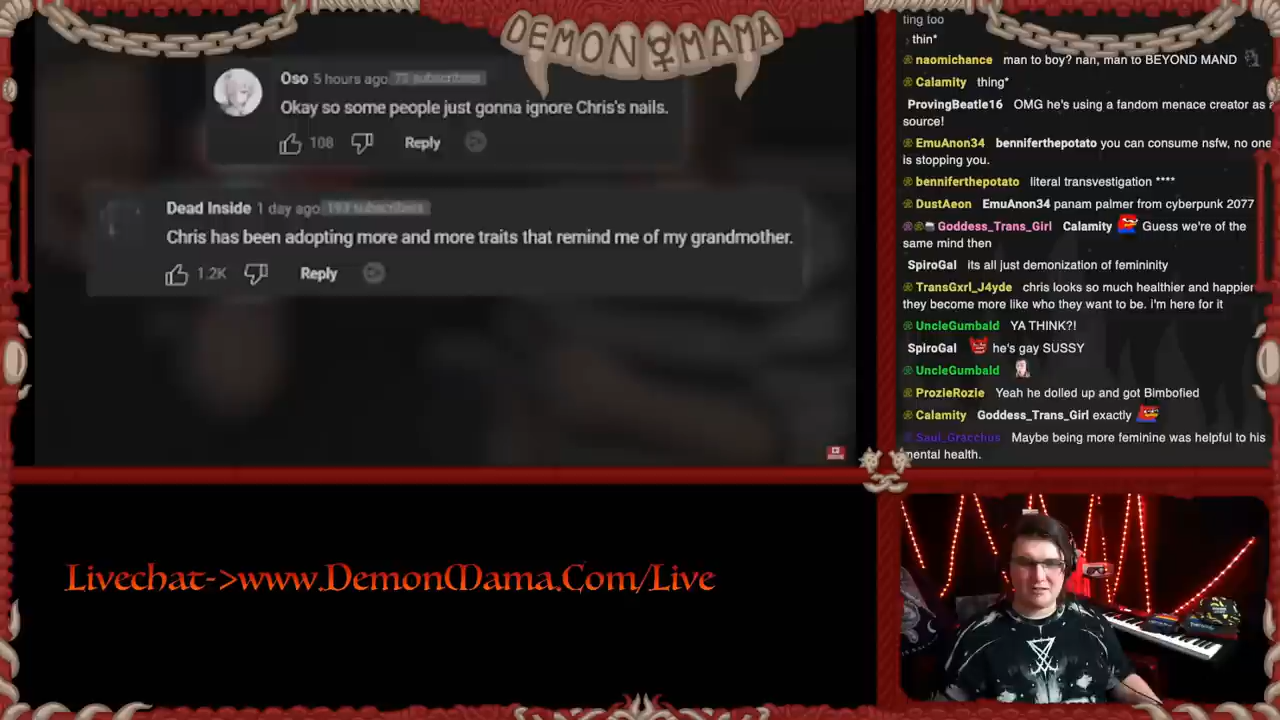 DEMON MAMA
Oso 5 hours ago 73 subscribers
Okay so some people just gonna ignore Chris's nails.
108 Reply
Dead Inside 1 day ago 193 subscribers
Chris has been adopting more and more traits that remind me of my grandmother.
1.2K Reply
Livechat->www.DemonMama.Com/Live
ting too
thin*
naomichance man to boy? nah, man to BEYOND MAND
Calamity thing*
ProvingBeatle16 OMG he's using a fandom menace creator as a
source!
EmuAnon34 benniferthepotato you can consume nsfw, no one
is stopping you.
benniferthepotato literal transvestigation ****
DustAeon EmuAnon34 panam palmer from cyberpunk 2077
Goddess_Trans_Girl Calamity Guess we're of the
same mind then
SpiroGal its all just demonization of femininity
TransGxrl_J4yde chris looks so much healthier and happier
they become more like who they want to be. i'm here for it
UncleGumbald YA THINK?!
SpiroGal he's gay SUSSY
UncleGumbald
ProzieRozie Yeah he dolled up and got Bimbofied
Calamity Goddess_Trans_Girl exactly
Saul_Gracchus Maybe being more feminine was helpful to his
mental health.